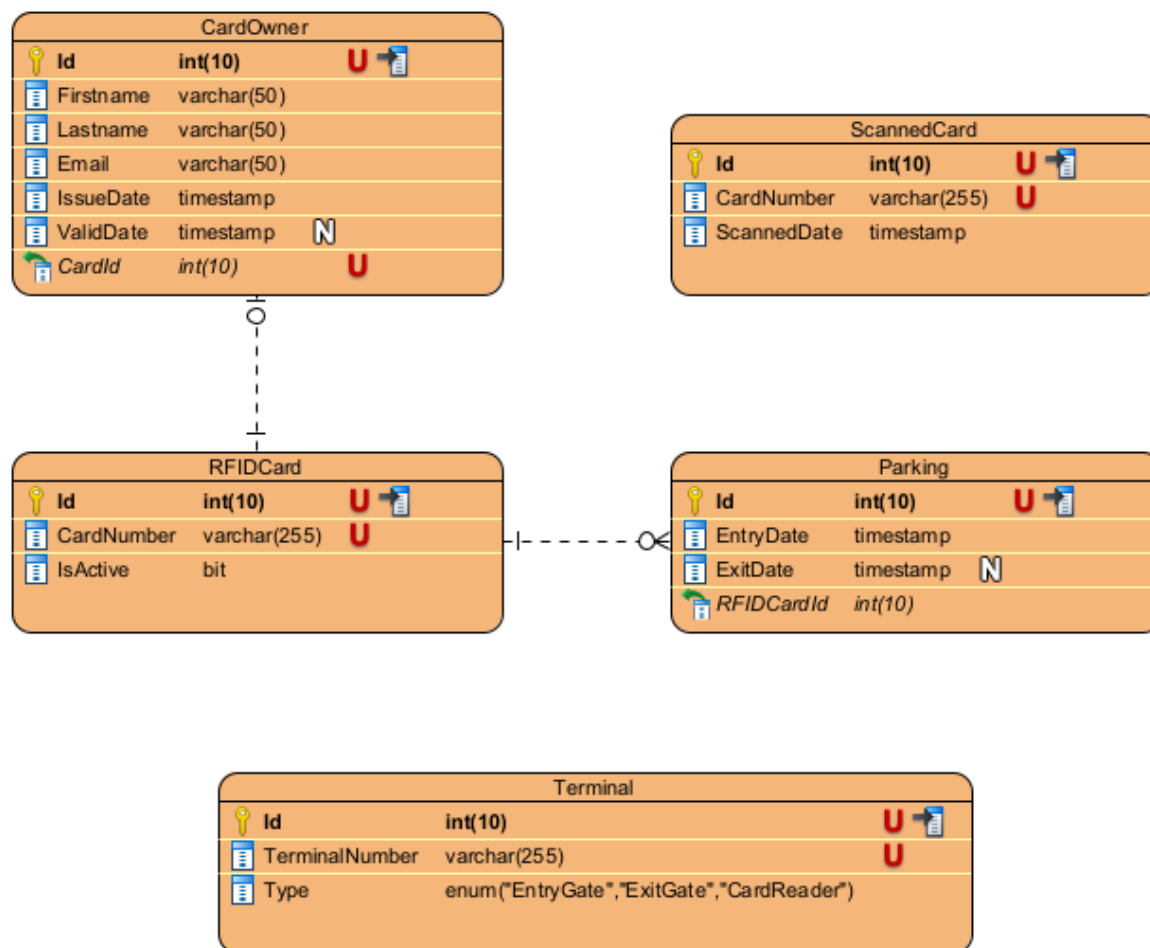 CardOwner
Id int(10) U
Firstname varchar(50)
Lastname varchar(50)
Email varchar(50)
IssueDate timestamp
ValidDate timestamp N
CardId int(10) U
ScannedCard
Id int(10) U
CardNumber varchar(255) U
ScannedDate timestamp
RFIDCard
Id int(10) U
CardNumber varchar(255) U
IsActive bit
Parking
Id int(10) U
EntryDate timestamp
ExitDate timestamp N
RFIDCardId int(10)
Terminal
Id int(10) U
TerminalNumber varchar(255) U
Type enum("EntryGate","ExitGate","CardReader")